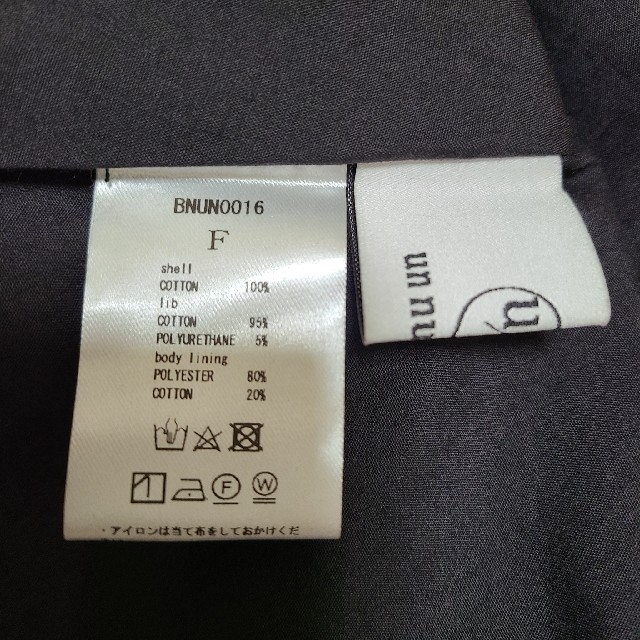 BNUN0016
F
shell
COTTON 100%
lib
COTTON 95%
POLYURETHANE 5%
body lining
POLYESTER 80%
COTTON 20%
F W
・アイロンは当て布をしておかけくだ
un nu
u